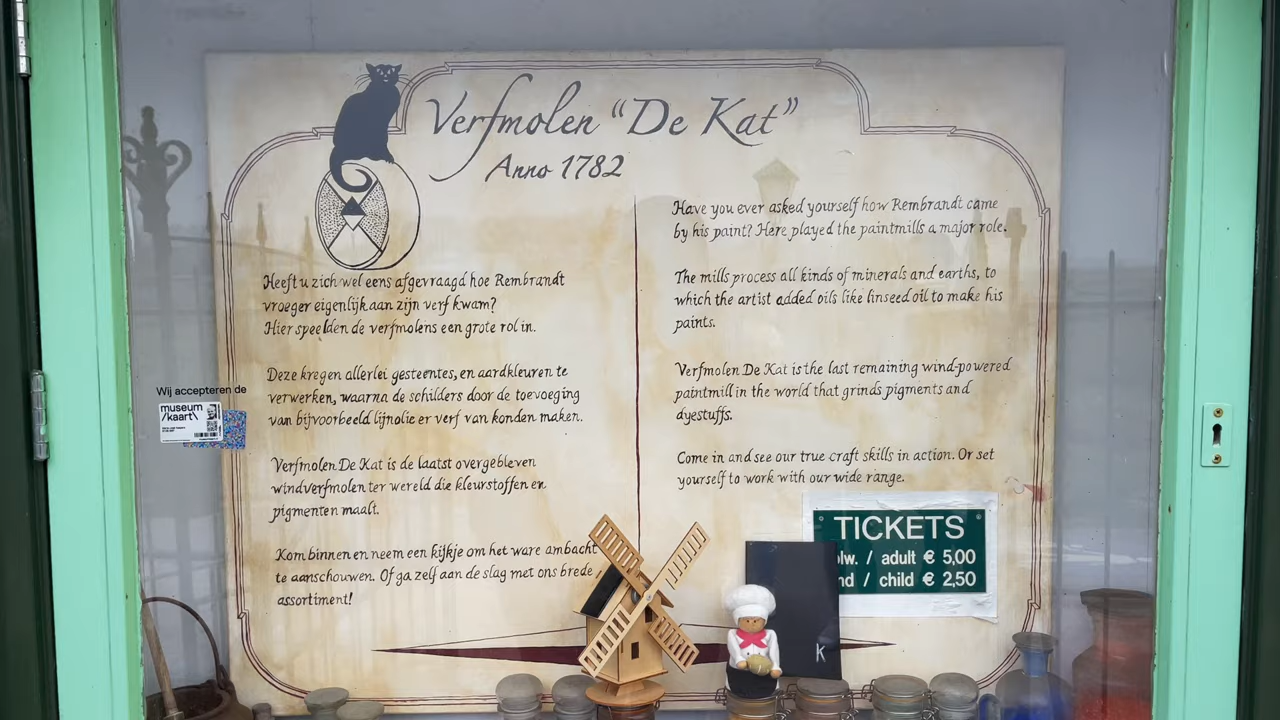 Verfmolen "De Kat"
Anno 1782
Heeft u zich wel eens afgevraagd hoe Rembrandt
vroeger eigenlijk aan zijn verf kwam?
Hier speelden de verfmolens een grote rol in.
Deze kregen allerlei gesteentes, en aardkleuren te
verwerken, waarna de schilders door de toevoeging
van bijvoorbeeld lijnolie er verf van konden maken.
Verfmolen De Kat is de laatst overgebleven
windverfmolen ter wereld die kleurstoffen en
pigmenten maalt.
Kom binnen en neem een kijkje om het ware ambacht
te aanschouwen. Of ga zelf aan de slag met ons brede
assortiment!
Have you ever asked yourself how Rembrandt came
by his paint? Here played the paintmills a major role.
The mills process all kinds of minerals and earths, to
which the artist added oils like linseed oil to make his
paints.
Verfmolen De Kat is the last remaining wind-powered
paintmill in the world that grinds pigments and
dyestuffs.
Come in and see our true craft skills in action. Or set
yourself to work with our wide range.
Wij accepteren de
museum
/kaart\
TICKETS
lw. / adult € 5,00
nd / child € 2,50
K